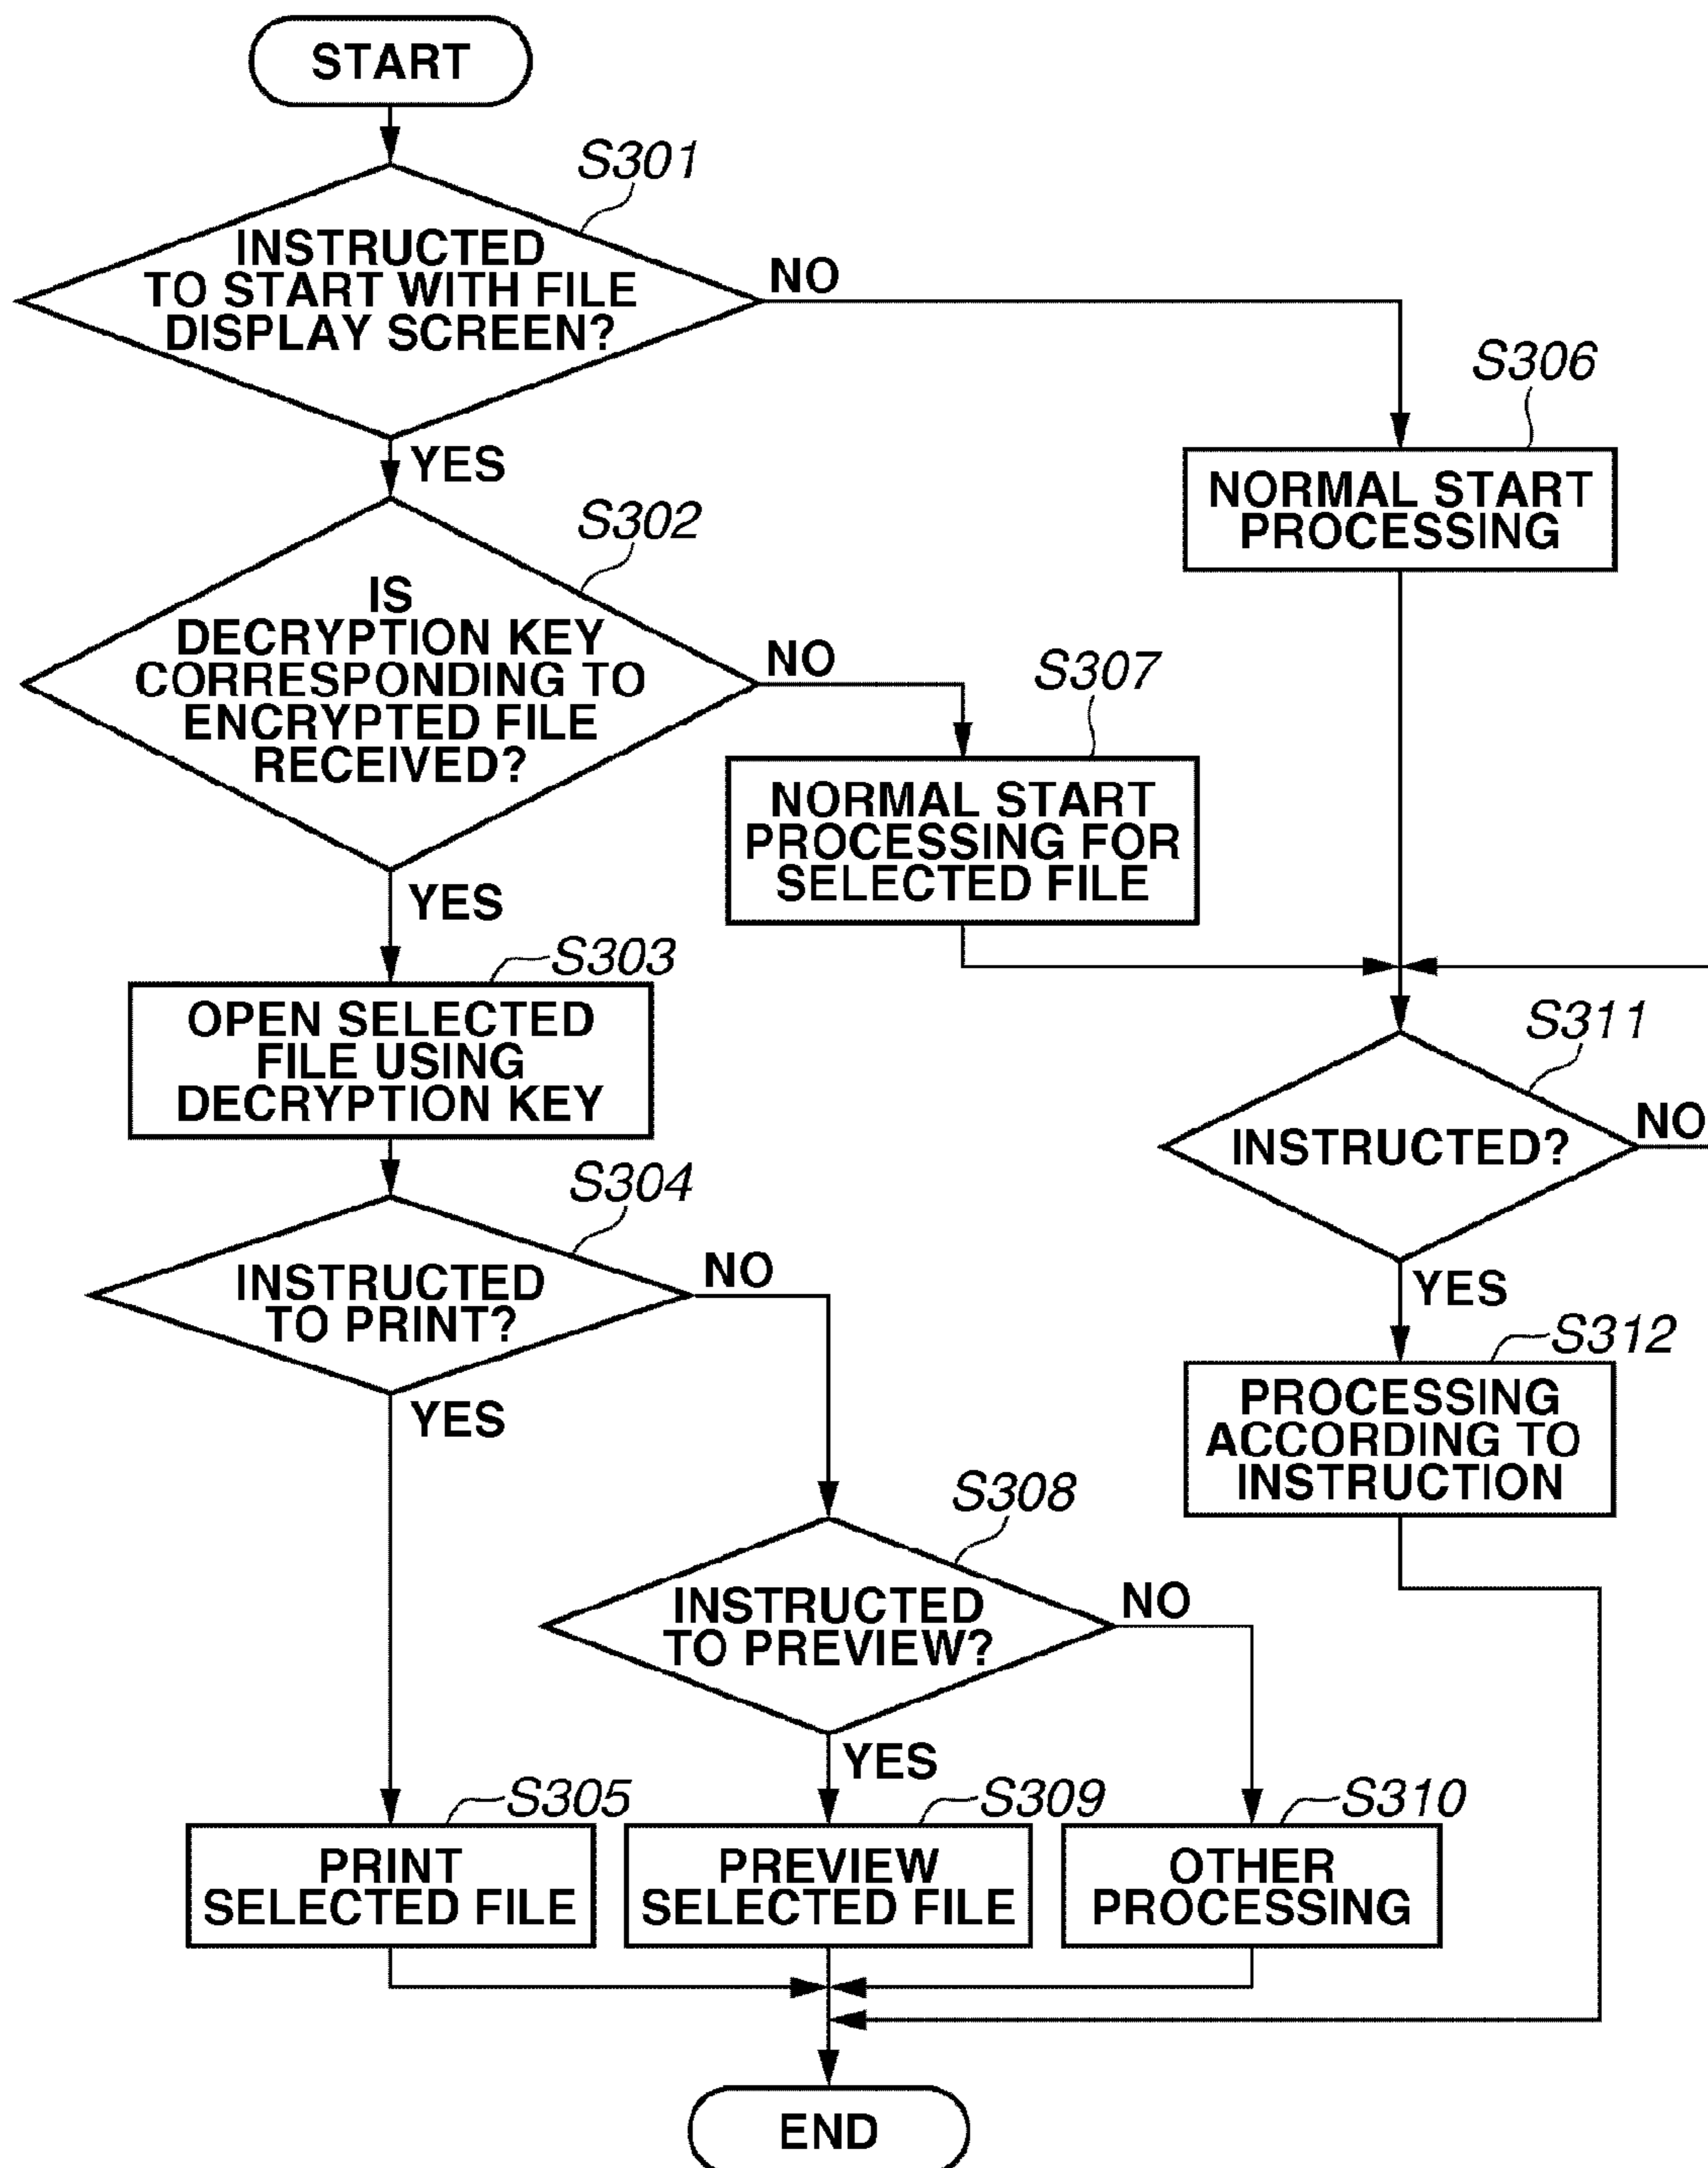 START
S301
INSTRUCTED
TO START WITH FILE
DISPLAY SCREEN?
NO
YES
S306
NORMAL START
PROCESSING
S302
IS
DECRYPTION KEY
CORRESPONDING TO
ENCRYPTED FILE
RECEIVED?
NO
YES
S307
NORMAL START
PROCESSING FOR
SELECTED FILE
S303
OPEN SELECTED
FILE USING
DECRYPTION KEY
S311
INSTRUCTED?
NO
YES
S304
INSTRUCTED
TO PRINT?
NO
YES
S312
PROCESSING
ACCORDING TO
INSTRUCTION
S308
INSTRUCTED
TO PREVIEW?
NO
YES
S305
PRINT
SELECTED FILE
S309
PREVIEW
SELECTED FILE
S310
OTHER
PROCESSING
END